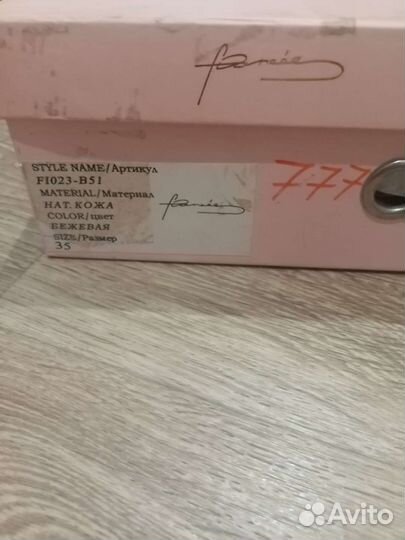 STYLE NAME/Артикул
FI023-B51
MATERIAL/Материал
НАТ. КОЖА
COLOR/цвет
БЕЖЕВАЯ
SIZE/Размер
35
777
Avito